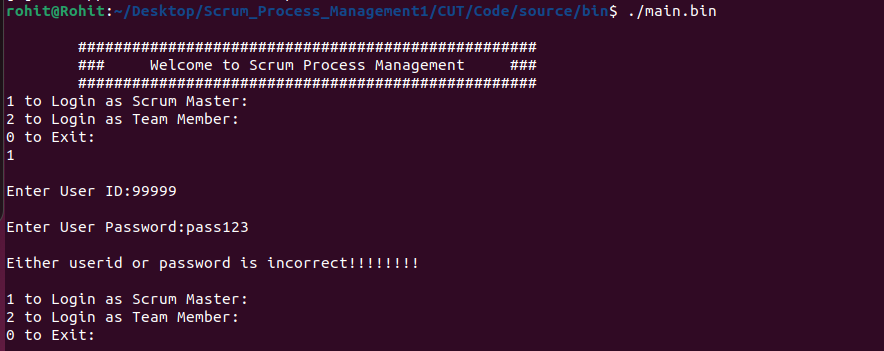 rohit@Rohit:~/Desktop/Scrum_Process_Management1/CUT/Code/source/bin$ ./main.bin
###################################################
###     Welcome to Scrum Process Management     ###
###################################################
1 to Login as Scrum Master:
2 to Login as Team Member:
0 to Exit:
1
Enter User ID:99999
Enter User Password:pass123
Either userid or password is incorrect!!!!!!!!
1 to Login as Scrum Master:
2 to Login as Team Member:
0 to Exit: